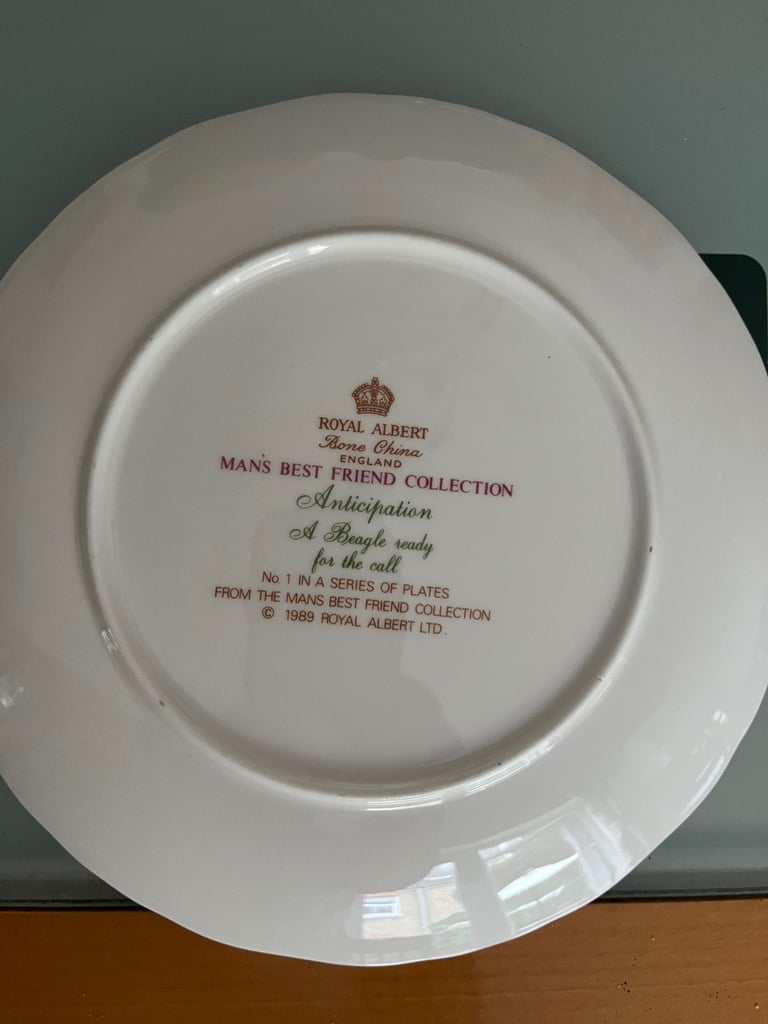 ROYAL ALBERT
Bone China
ENGLAND
MAN'S BEST FRIEND COLLECTION
Anticipation
A Beagle ready
for the call
No. 1 IN A SERIES OF PLATES
FROM THE MANS BEST FRIEND COLLECTION
© 1989 ROYAL ALBERT LTD.